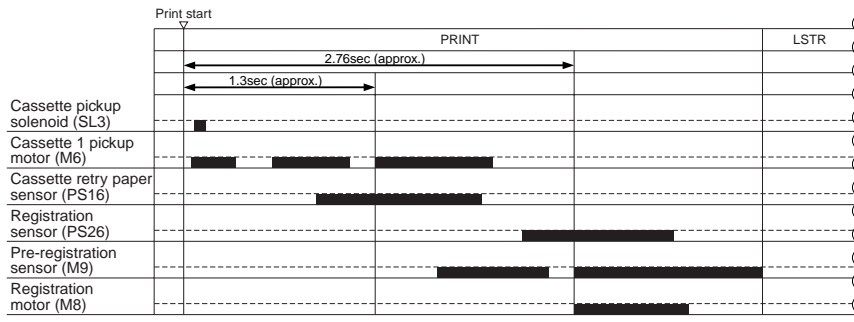 Print start
PRINT
LSTR
2.76sec (approx.)
1.3sec (approx.)
Cassette pickup
solenoid (SL3)
Cassette 1 pickup
motor (M6)
Cassette retry paper
sensor (PS16)
Registration
sensor (PS26)
Pre-registration
sensor (M9)
Registration
motor (M8)